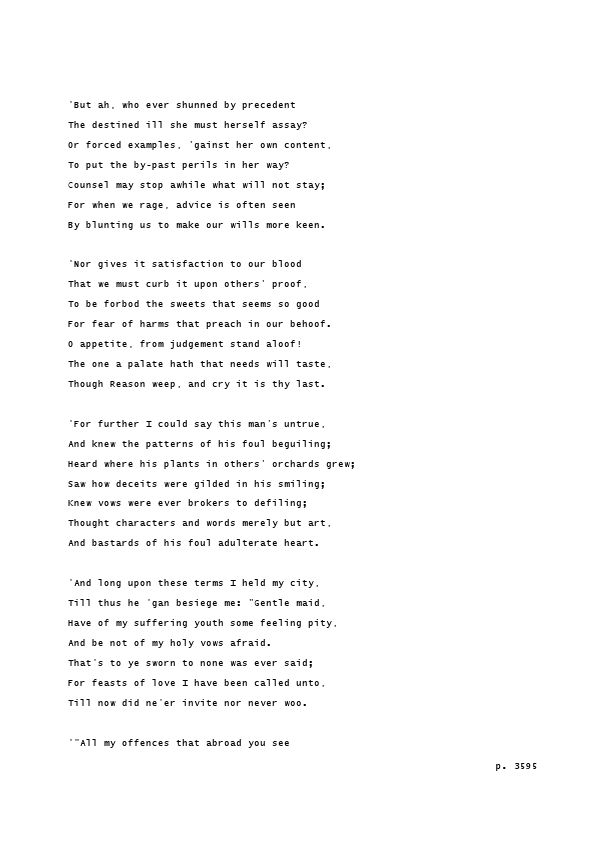 'But ah, who ever shunned by precedent
The destined ill she must herself assay?
Or forced examples, 'gainst her own content,
To put the by-past perils in her way?
Counsel may stop awhile what will not stay;
For when we rage, advice is often seen
By blunting us to make our wills more keen.

'Nor gives it satisfaction to our blood
That we must curb it upon others' proof,
To be forbod the sweets that seems so good
For fear of harms that preach in our behoof.
O appetite, from judgement stand aloof!
The one a palate hath that needs will taste,
Though Reason weep, and cry it is thy last.

'For further I could say this man's untrue,
And knew the patterns of his foul beguiling;
Heard where his plants in others' orchards grew;
Saw how deceits were gilded in his smiling;
Knew vows were ever brokers to defiling;
Thought characters and words merely but art,
And bastards of his foul adulterate heart.

'And long upon these terms I held my city,
Till thus he 'gan besiege me: "Gentle maid,
Have of my suffering youth some feeling pity,
And be not of my holy vows afraid.
That's to ye sworn to none was ever said;
For feasts of love I have been called unto,
Till now did ne'er invite nor never woo.

'"All my offences that abroad you see
p. 3595